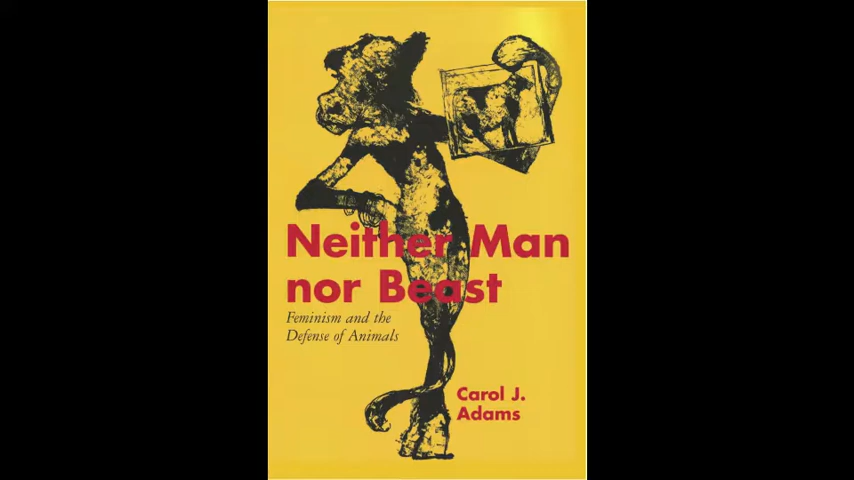 Neither Man
nor Beast
Feminism and the
Defense of Animals
Carol J.
Adams